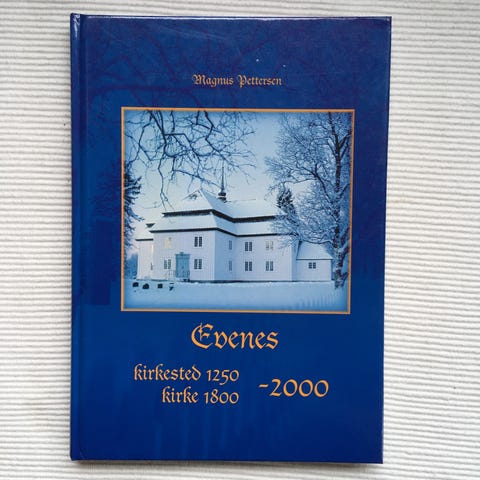 Magnus Pettersen
Evenes
kirkested 1250
kirke 1800
-2000